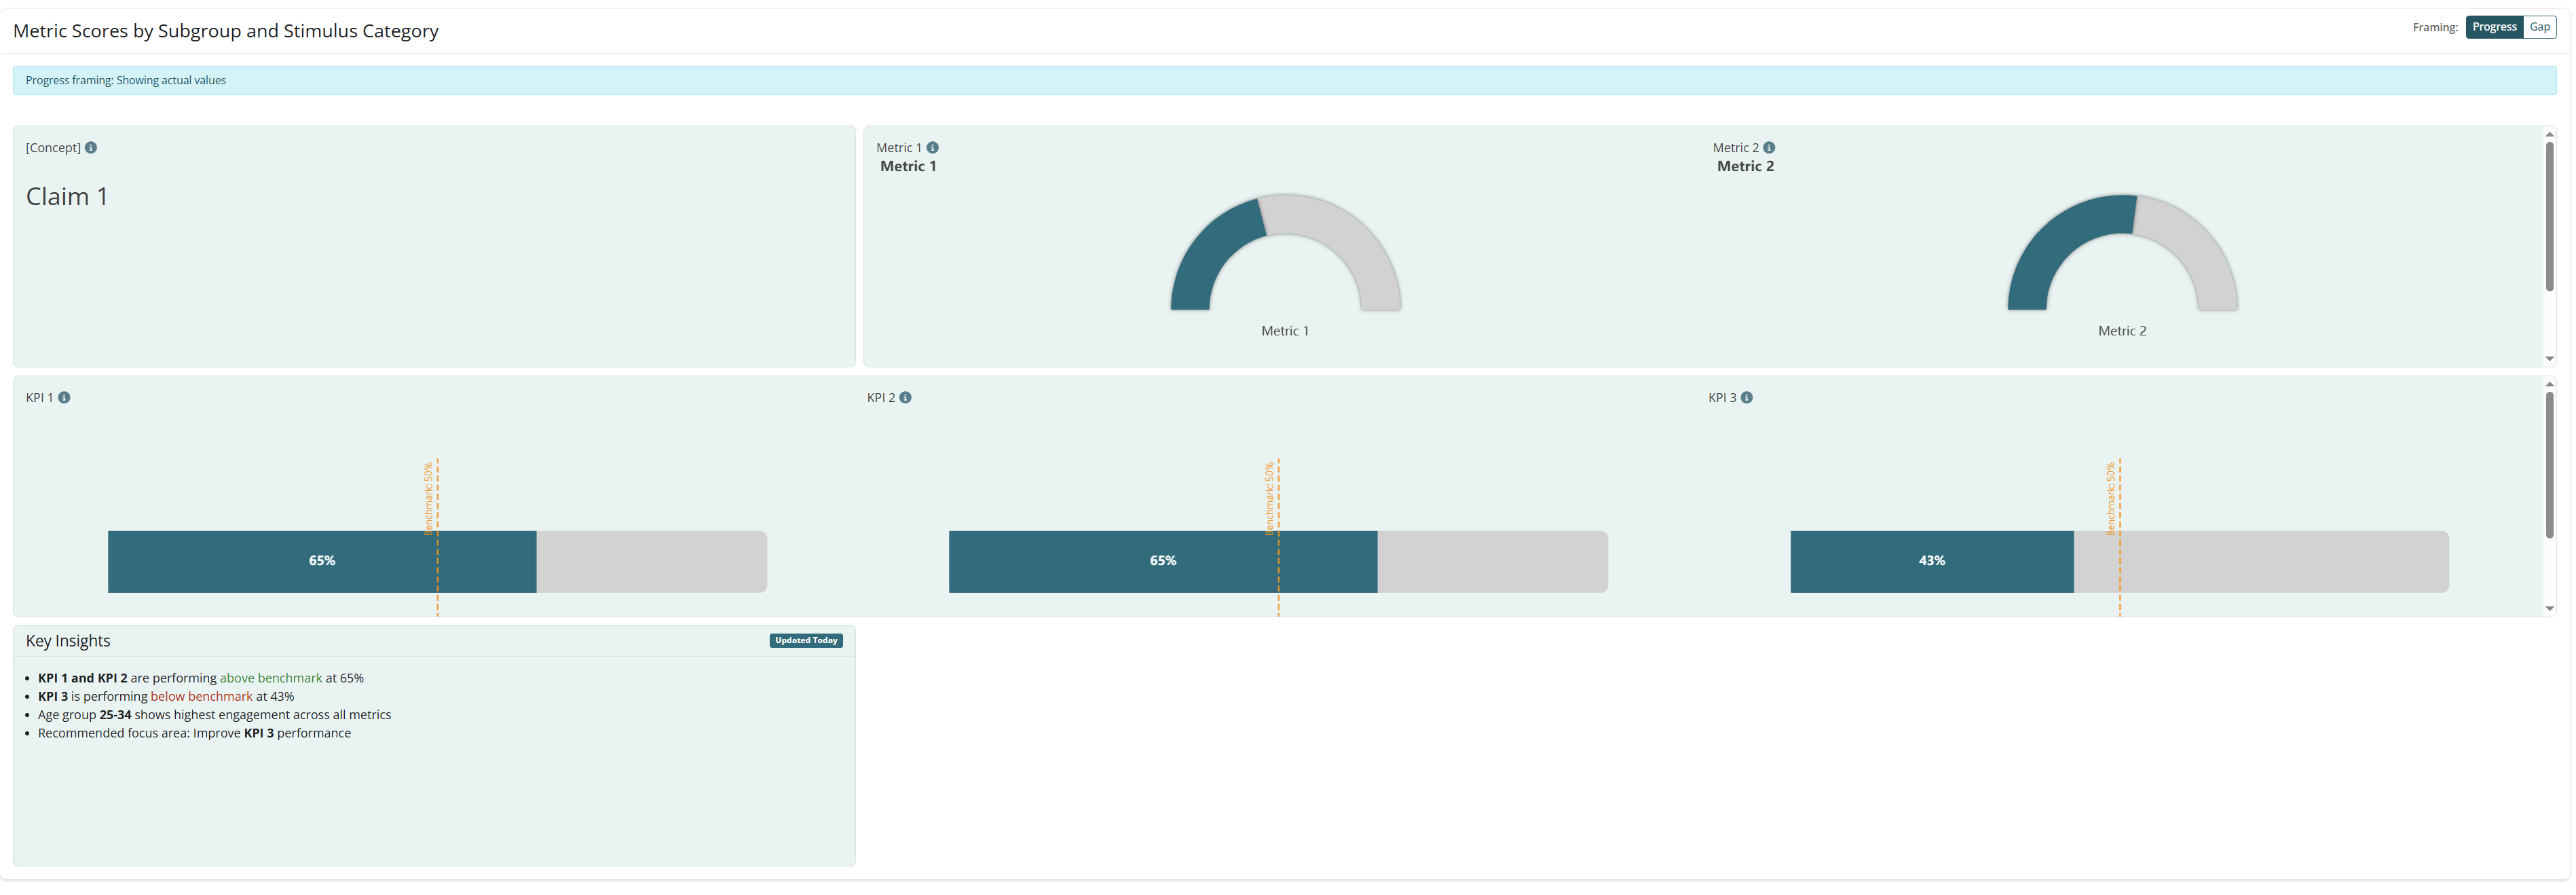 Metric Scores by Subgroup and Stimulus Category
Framing: Progress Gap
Progress framing: Showing actual values
[Concept]
Claim 1
Metric 1
Metric 1
Metric 1
Metric 2
Metric 2
Metric 2
KPI 1
Benchmark: 50%
65%
KPI 2
Benchmark: 50%
65%
KPI 3
Benchmark: 50%
43%
Key Insights
Updated Today
KPI 1 and KPI 2 are performing above benchmark at 65%
KPI 3 is performing below benchmark at 43%
Age group 25-34 shows highest engagement across all metrics
Recommended focus area: Improve KPI 3 performance